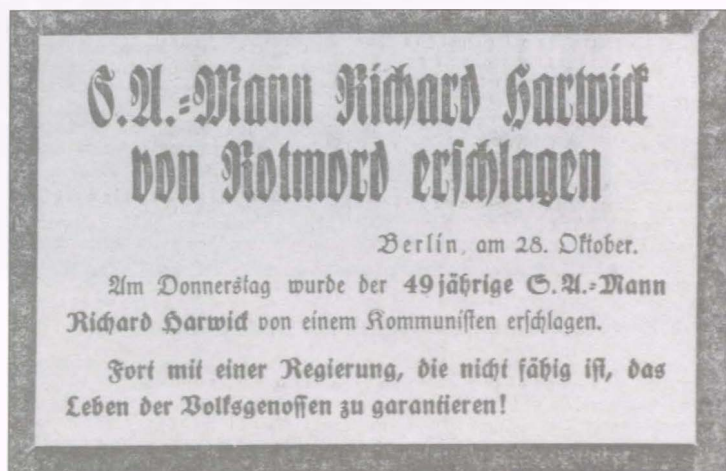 S.A.-Mann Richard Hartwick
von Rotmord erschlagen
Berlin, am 28. Oktober.
Am Donnerstag wurde der 49jährige S.A.-Mann
Richard Harwick von einem Kommunisten erschlagen.
Fort mit einer Regierung, die nicht fähig ist, das
Leben der Volksgenossen zu garantieren!